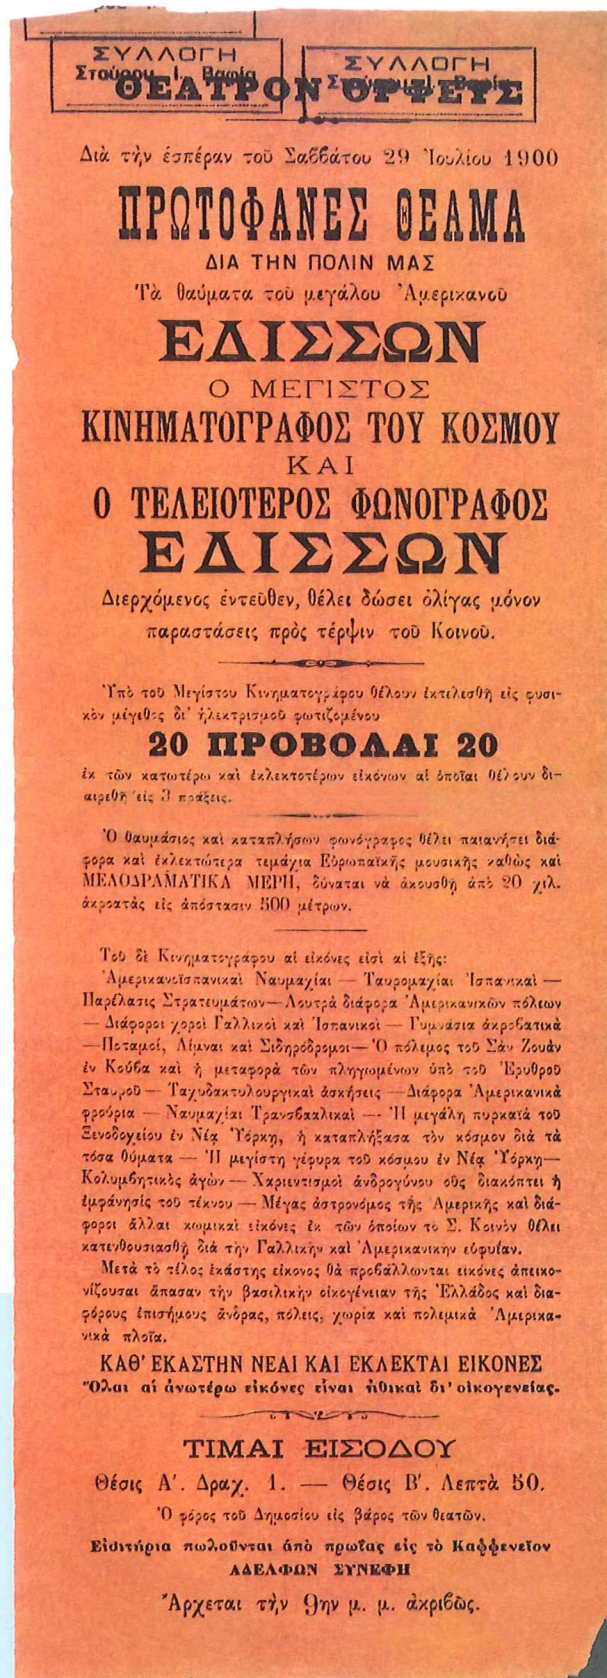 ΣΥΛΛΟΓΗ
Σταύρου Ι. Βαφία
ΣΥΛΛΟΓΗ
ΘΕΑΤΡΟΝ ΟΡΦΕΥΣ
Διὰ τὴν ἑσπέραν τοῦ Σαββάτου 29 Ἰουλίου 1900
ΠΡΩΤΟΦΑΝΕΣ ΘΕΑΜΑ
ΔΙΑ ΤΗΝ ΠΟΛΙΝ ΜΑΣ
Τὰ θαύματα τοῦ μεγάλου Ἀμερικανοῦ
ΕΔΙΣΣΩΝ
Ο ΜΕΓΙΣΤΟΣ
ΚΙΝΗΜΑΤΟΓΡΑΦΟΣ ΤΟΥ ΚΟΣΜΟΥ
ΚΑΙ
Ο ΤΕΛΕΙΟΤΕΡΟΣ ΦΩΝΟΓΡΑΦΟΣ
ΕΔΙΣΣΩΝ
Διερχόμενος ἐντεῦθεν, θέλει δώσει ὀλίγας μόνον
παραστάσεις πρὸς τέρψιν τοῦ Κοινοῦ.
Ὑπὸ τοῦ Μεγίστου Κινηματογράφου θέλουν ἐκτελεσθῆ εἰς φυσι-
κὸν μέγεθος δι' ἠλεκτρισμοῦ φωτιζομένου
20 ΠΡΟΒΟΛΑΙ 20
ἐκ τῶν κατωτέρω καὶ ἐκλεκτοτέρων εἰκόνων αἱ ὁποῖαι θέλουν δι-
αιρεθῆ εἰς 3 πράξεις.
Ὁ θαυμάσιος καὶ καταπλήσων φωνόγραφος θέλει παιανήσει διά-
φορα καὶ ἐκλεκτώτερα τεμάχια Εὐρωπαϊκῆς μουσικῆς καθὼς καὶ
ΜΕΛΟΔΡΑΜΑΤΙΚΑ ΜΕΡΗ, δύναται νὰ ἀκουσθῇ ἀπὸ 20 χιλ.
ἀκροατὰς εἰς ἀπόστασιν 500 μέτρων.
Τοῦ δὲ Κινηματογράφου αἱ εἰκόνες εἰσὶ αἱ ἑξῆς:
Ἀμερικανοϊσπανικαὶ Ναυμαχίαι — Ταυρομαχίαι Ἱσπανικαὶ —
Παρέλασις Στρατευμάτων — Λουτρὰ διάφορα Ἀμερικανικῶν πόλεων
— Διάφοροι χοροὶ Γαλλικοὶ καὶ Ἱσπανικοὶ — Γυμνάσια ἀκροβατικὰ
— Ποταμοί, Λίμναι καὶ Σιδηρόδρομοι — Ὁ πόλεμος τοῦ Σὰν Ζουὰν
ἐν Κούβα καὶ ἡ μεταφορὰ τῶν πληγωμένων ὑπὸ τοῦ Ἐρυθροῦ
Σταυροῦ — Ταχυδακτυλουργικαὶ ἀσκήσεις — Διάφορα Ἀμερικανικὰ
φρούρια — Ναυμαχίαι Τρανσβααλικαὶ — Ἡ μεγάλη πυρκαϊὰ τοῦ
Ξενοδοχείου ἐν Νέᾳ Ὑόρκῃ, ἡ καταπλήξασα τὸν κόσμον διὰ τὰ
τόσα θύματα — Ἡ μεγίστη γέφυρα τοῦ κόσμου ἐν Νέᾳ Ὑόρκῃ —
Κολυμβητικὸς ἀγὼν — Χαριεντισμοὶ ἀνδρογύνου οὓς διακόπτει ἡ
ἐμφάνησίς τοῦ τέκνου — Μέγας ἀστρονόμος τῆς Ἀμερικῆς καὶ διά-
φοροι ἄλλαι κωμικαὶ εἰκόνες ἐκ τῶν ὁποίων το Σ. Κοινὸν θέλει
κατενθουσιασθῆ διὰ τὴν Γαλλικὴν καὶ Ἀμερικανικην εὐφυίαν.
Μετὰ τὸ τέλος ἑκάστης εἰκονος θὰ προβάλλωνται εἰκόνες ἀπεικο-
νίζουσαι ἅπασαν τὴν βασιλικὴν οἰκογένειαν τῆς Ἑλλάδος καὶ δια-
φόρους ἐπισήμους ἄνδρας, πόλεις, χωρία καὶ πολεμικὰ Ἀμερικα-
νικὰ πλοῖα.
ΚΑΘ' ΕΚΑΣΤΗΝ ΝΕΑΙ ΚΑΙ ΕΚΛΕΚΤΑΙ ΕΙΚΟΝΕΣ
Ὅλαι αἱ ἀνωτέρω εἰκόνες εἶναι ἠθικαὶ δι' οἰκογενείας.
ΤΙΜΑΙ ΕΙΣΟΔΟΥ
Θέσις Α'. Δραχ. 1. — Θέσις Β'. Λεπτὰ 50.
Ὁ φόρος τοῦ Δημοσίου εἰς βάρος τῶν θεατῶν.
Εἰσιτήρια πωλοῦνται ἀπὸ πρωΐας εἰς τὸ Καφφενεῖον
ΑΔΕΛΦΩΝ ΣΥΝΕΦΗ
Ἄρχεται τὴν 9ην μ. μ. ἀκριβῶς.